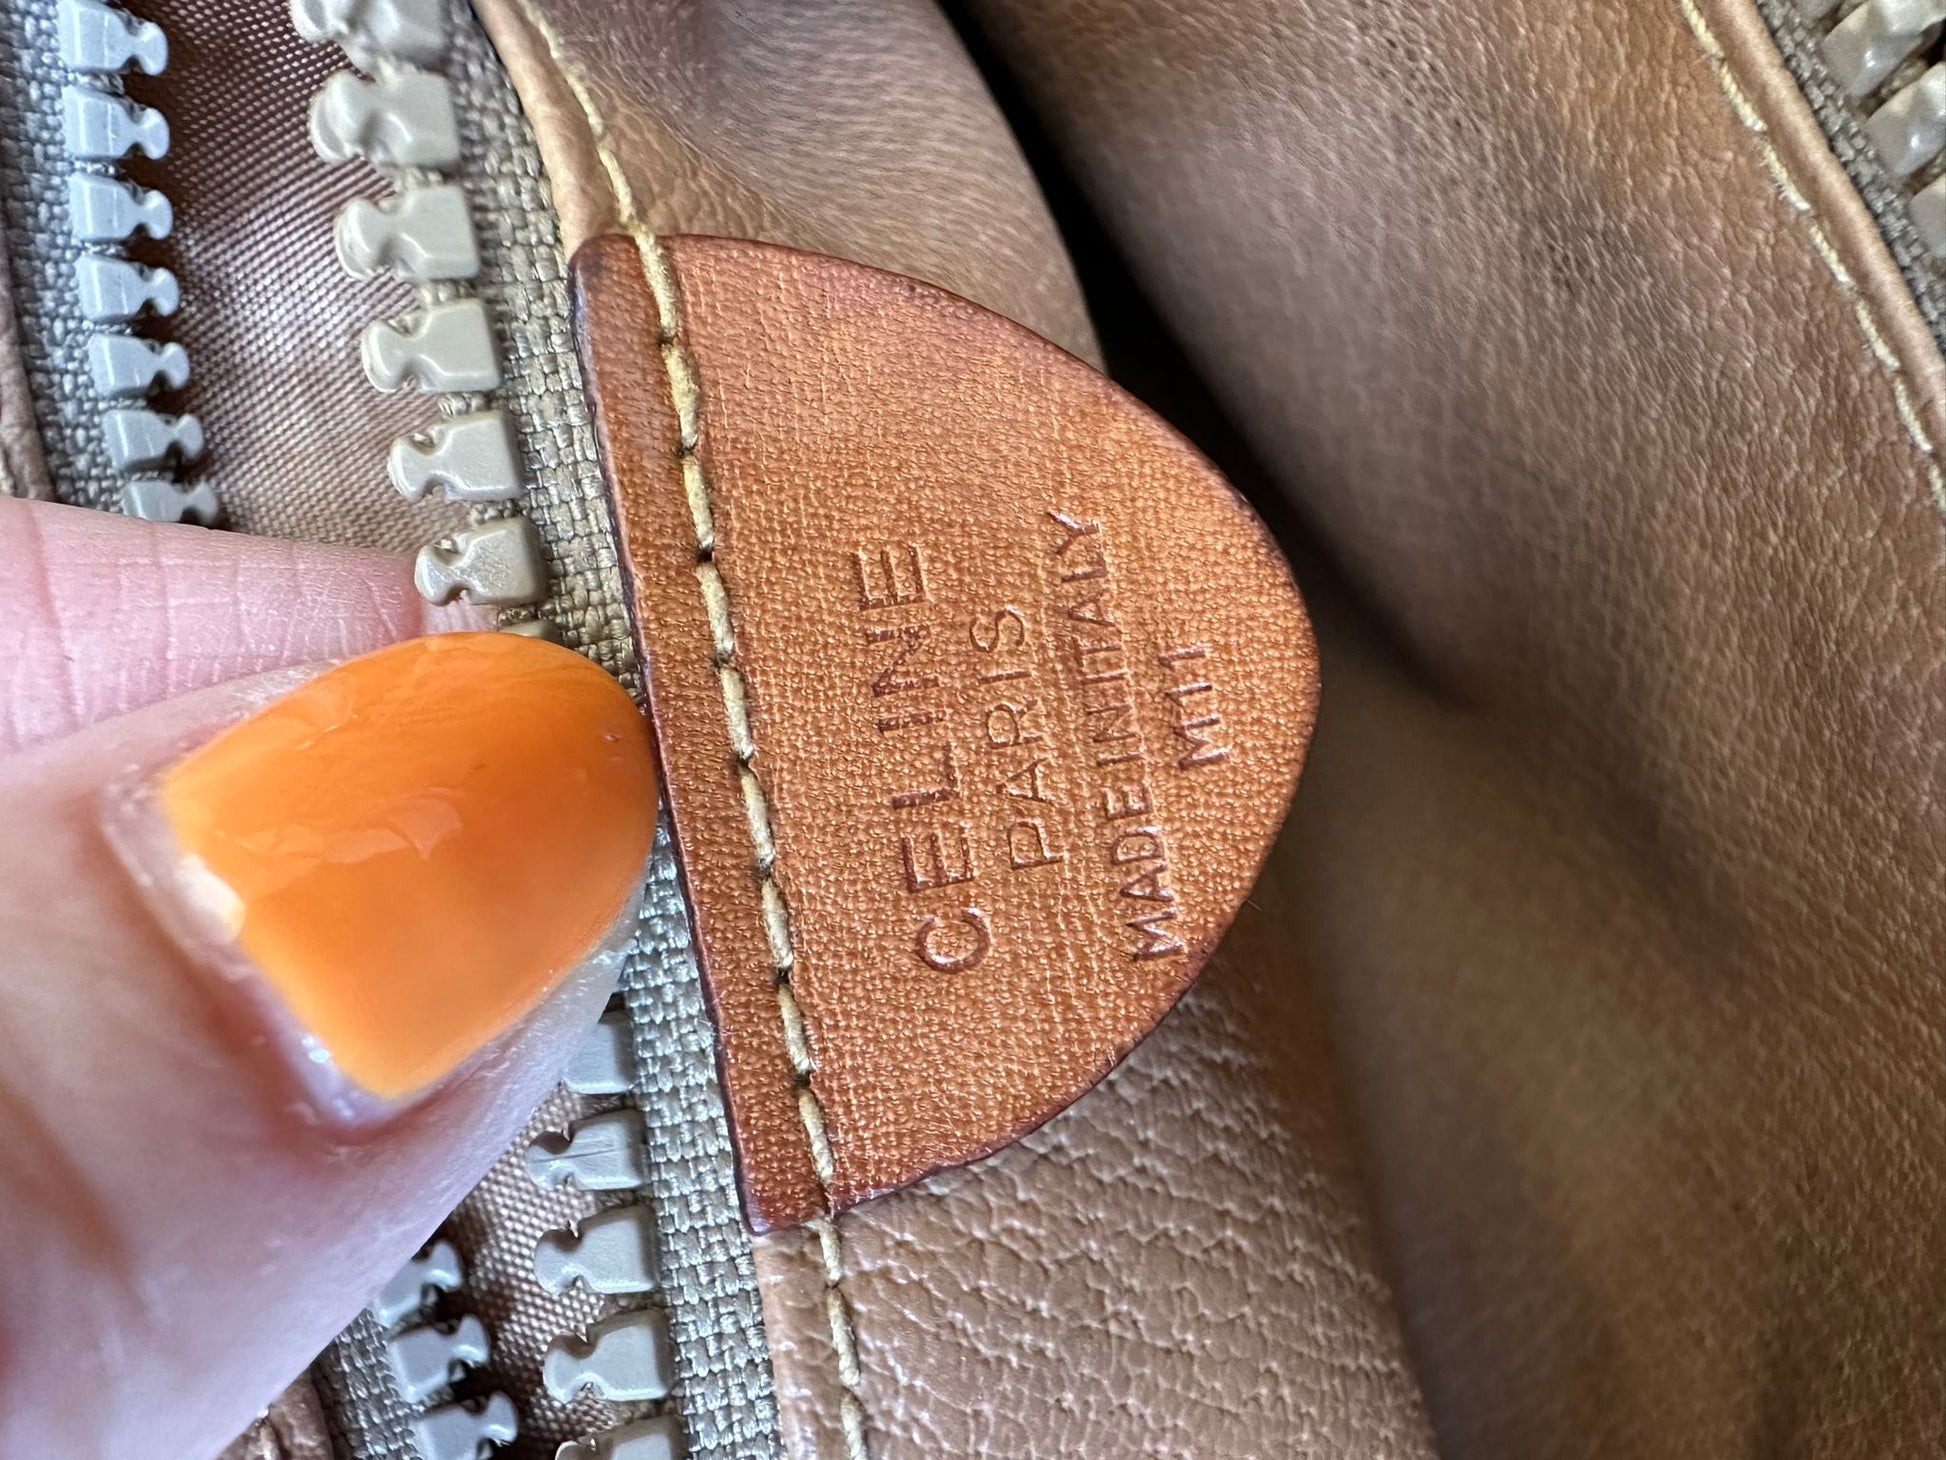 CELINE
PARIS
MADE IN ITALY
M11